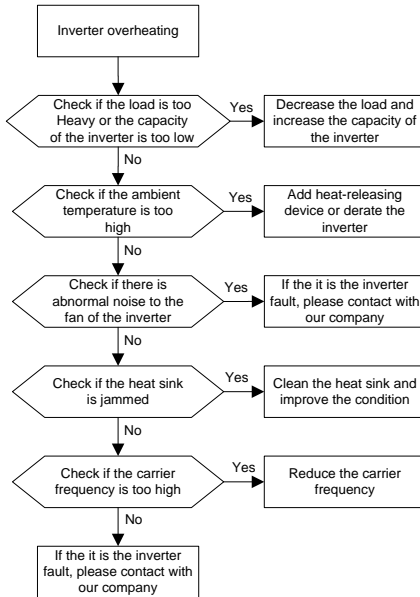 Inverter overheating
Check if the load is too
Heavy or the capacity
of the inverter is too low
Yes
Decrease the load and
increase the capacity of
the inverter
No
Check if the ambient
temperature is too
high
Yes
Add heat-releasing
device or derate the
inverter
No
Check if there is
abnormal noise to the
fan of the inverter
Yes
If the it is the inverter
fault, please contact with
our company
No
Check if the heat sink
is jammed
Yes
Clean the heat sink and
improve the condition
No
Check if the carrier
frequency is too high
Yes
Reduce the carrier
frequency
No
If the it is the inverter
fault, please contact with
our company